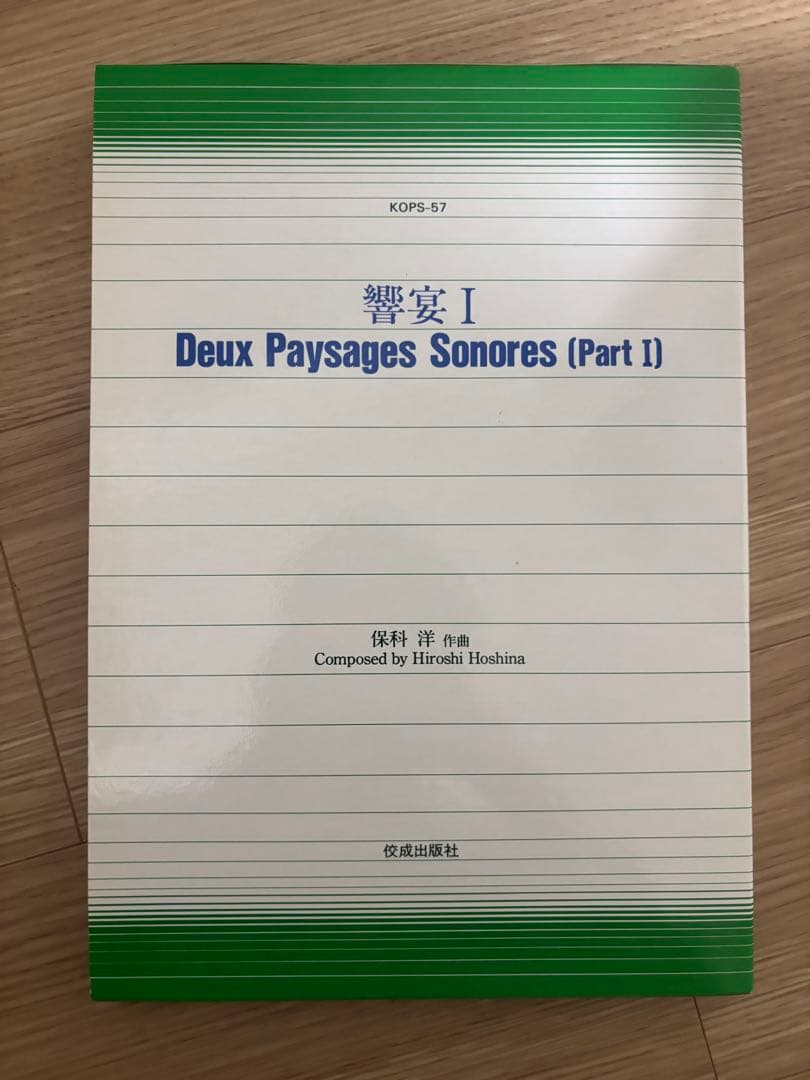 KOPS-57
響宴 I
Deux Paysages Sonores (Part I)
保科 洋 作曲
Composed by Hiroshi Hoshina
佼成出版社